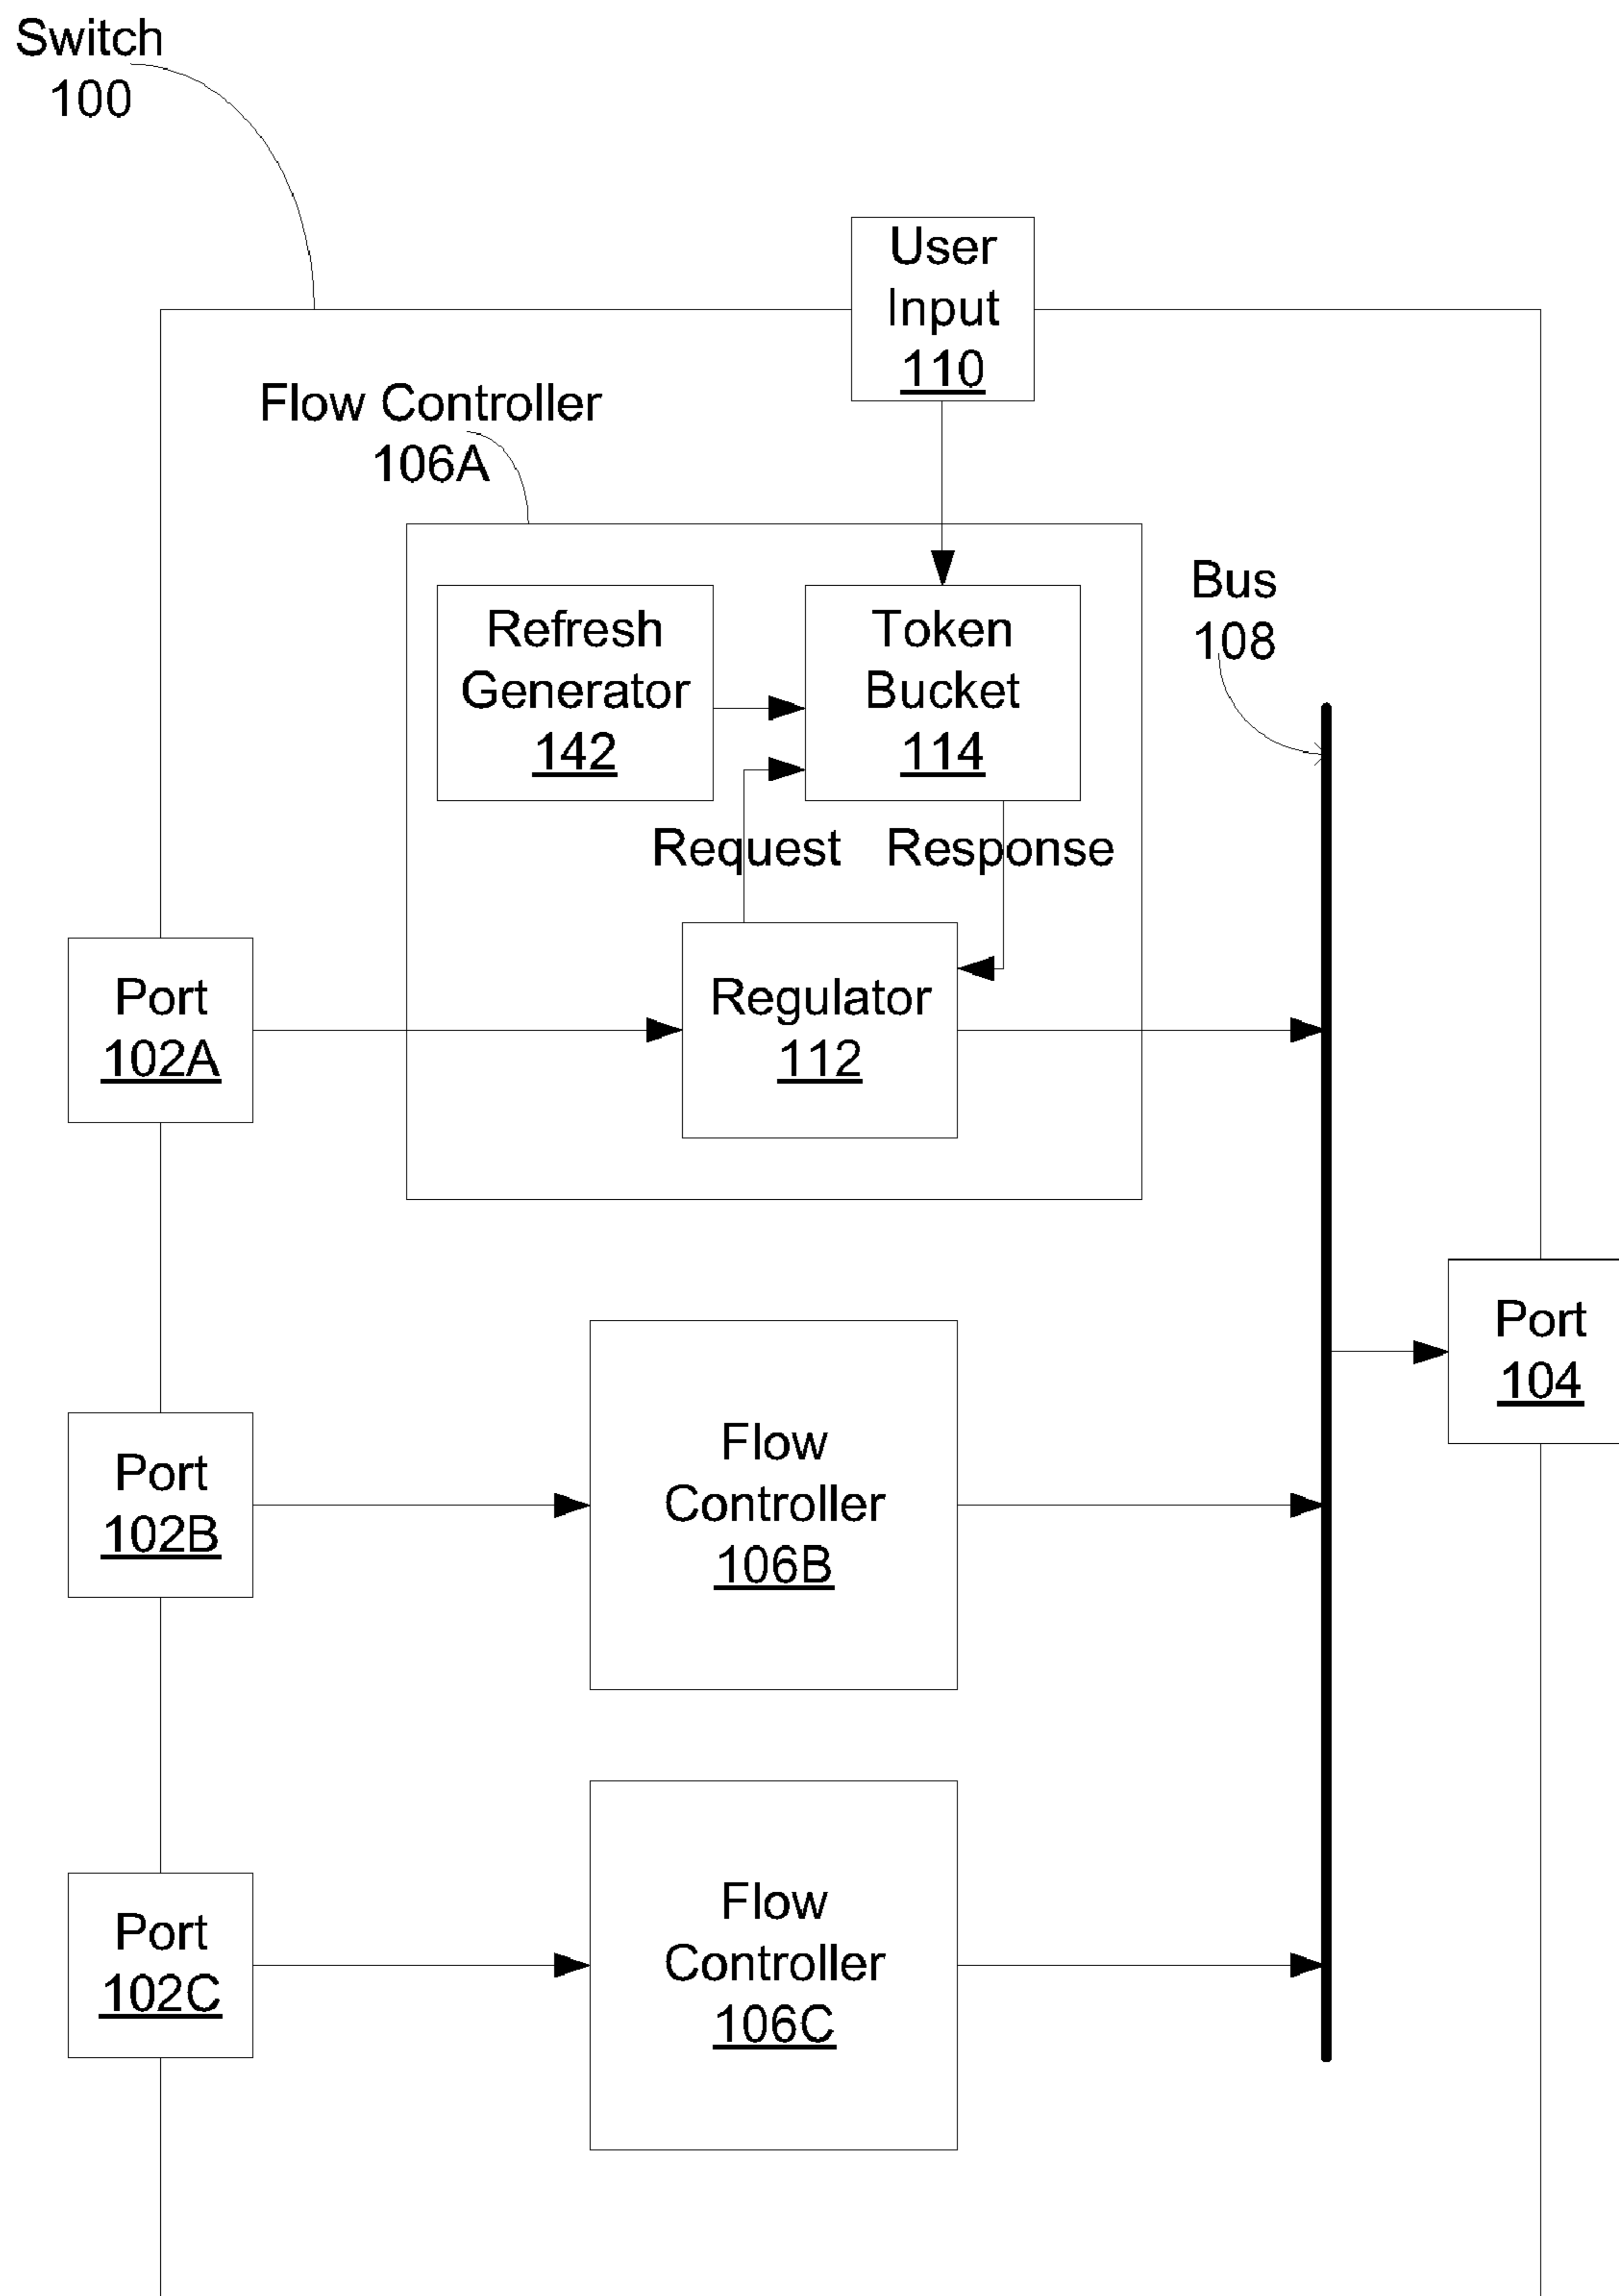 Switch
100
User
Input
110
Flow Controller
106A
Refresh
Generator
142
Token
Bucket
114
Bus
108
Request
Response
Port
102A
Regulator
112
Port
104
Flow
Controller
106B
Port
102B
Flow
Controller
106C
Port
102C